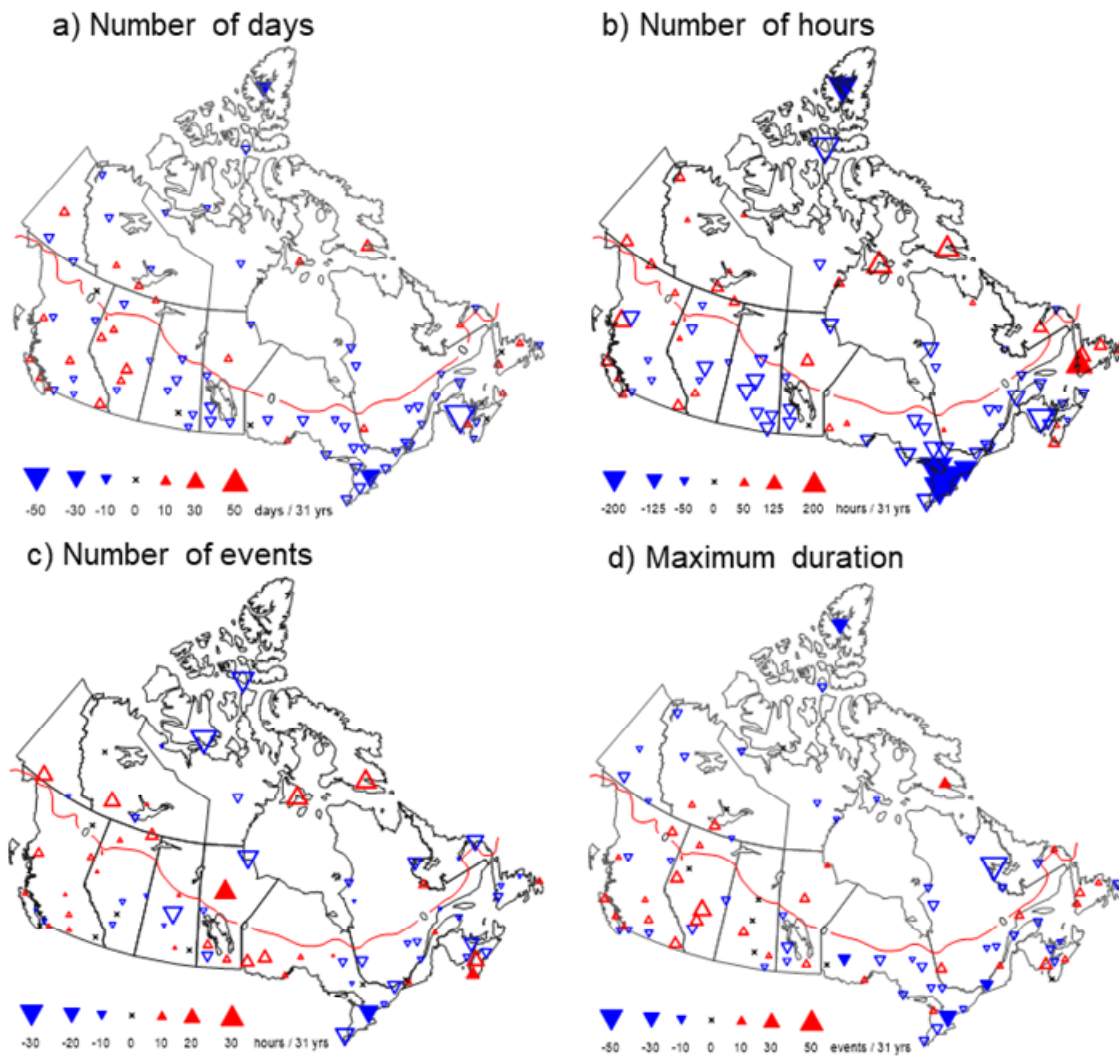 a) Number of days
b) Number of hours
-50 -30 -10 0 10 30 50 days / 31 yrs
-200 -125 -50 0 50 125 200 hours / 31 yrs
c) Number of events
d) Maximum duration
-30 -20 -10 0 10 20 30 hours / 31 yrs
-50 -30 -10 0 10 30 50 events / 31 yrs